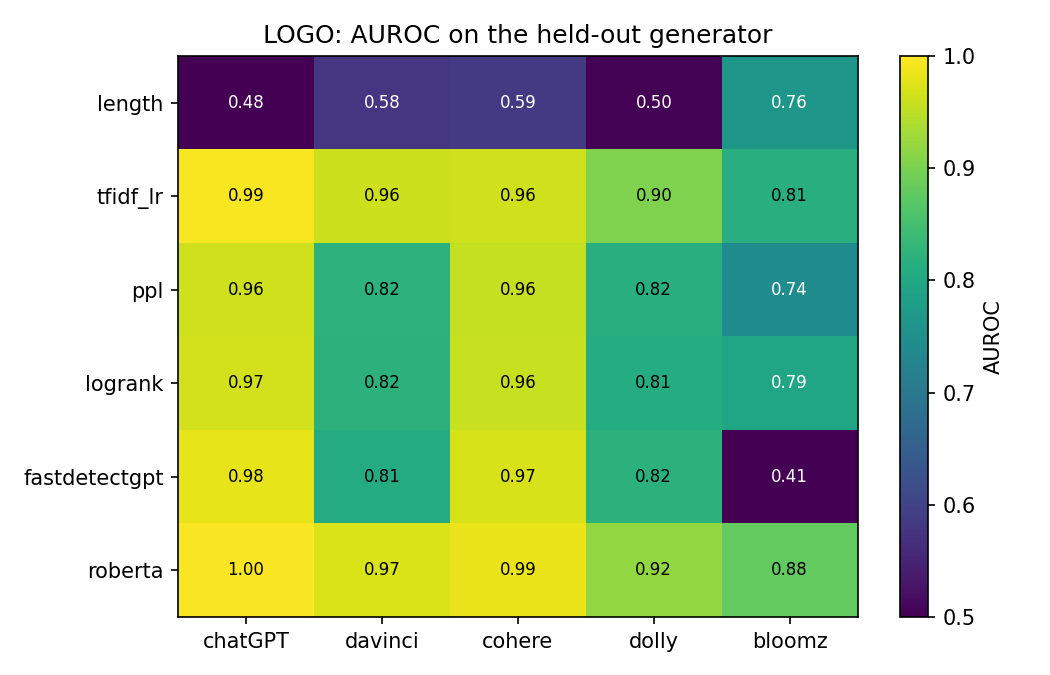 LOGO: AUROC on the held-out generator
length 0.48 0.58 0.59 0.50 0.76
tfidf_lr 0.99 0.96 0.96 0.90 0.81
ppl 0.96 0.82 0.96 0.82 0.74
logrank 0.97 0.82 0.96 0.81 0.79
fastdetectgpt 0.98 0.81 0.97 0.82 0.41
roberta 1.00 0.97 0.99 0.92 0.88
chatGPT davinci cohere dolly bloomz
1.0
0.9
0.8
0.7
0.6
0.5
AUROC